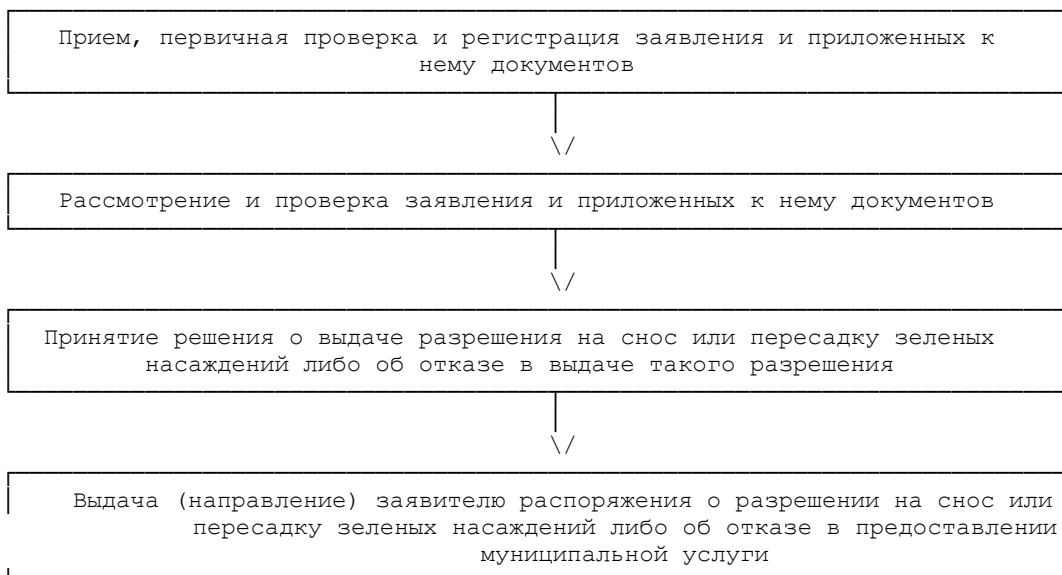 Прием, первичная проверка и регистрация заявления и приложенных к
нему документов
\/
Рассмотрение и проверка заявления и приложенных к нему документов
\/
Принятие решения о выдаче разрешения на снос или пересадку зеленых
насаждений либо об отказе в выдаче такого разрешения
\/
Выдача (направление) заявителю распоряжения о разрешении на снос или
пересадку зеленых насаждений либо об отказе в предоставлении
муниципальной услуги